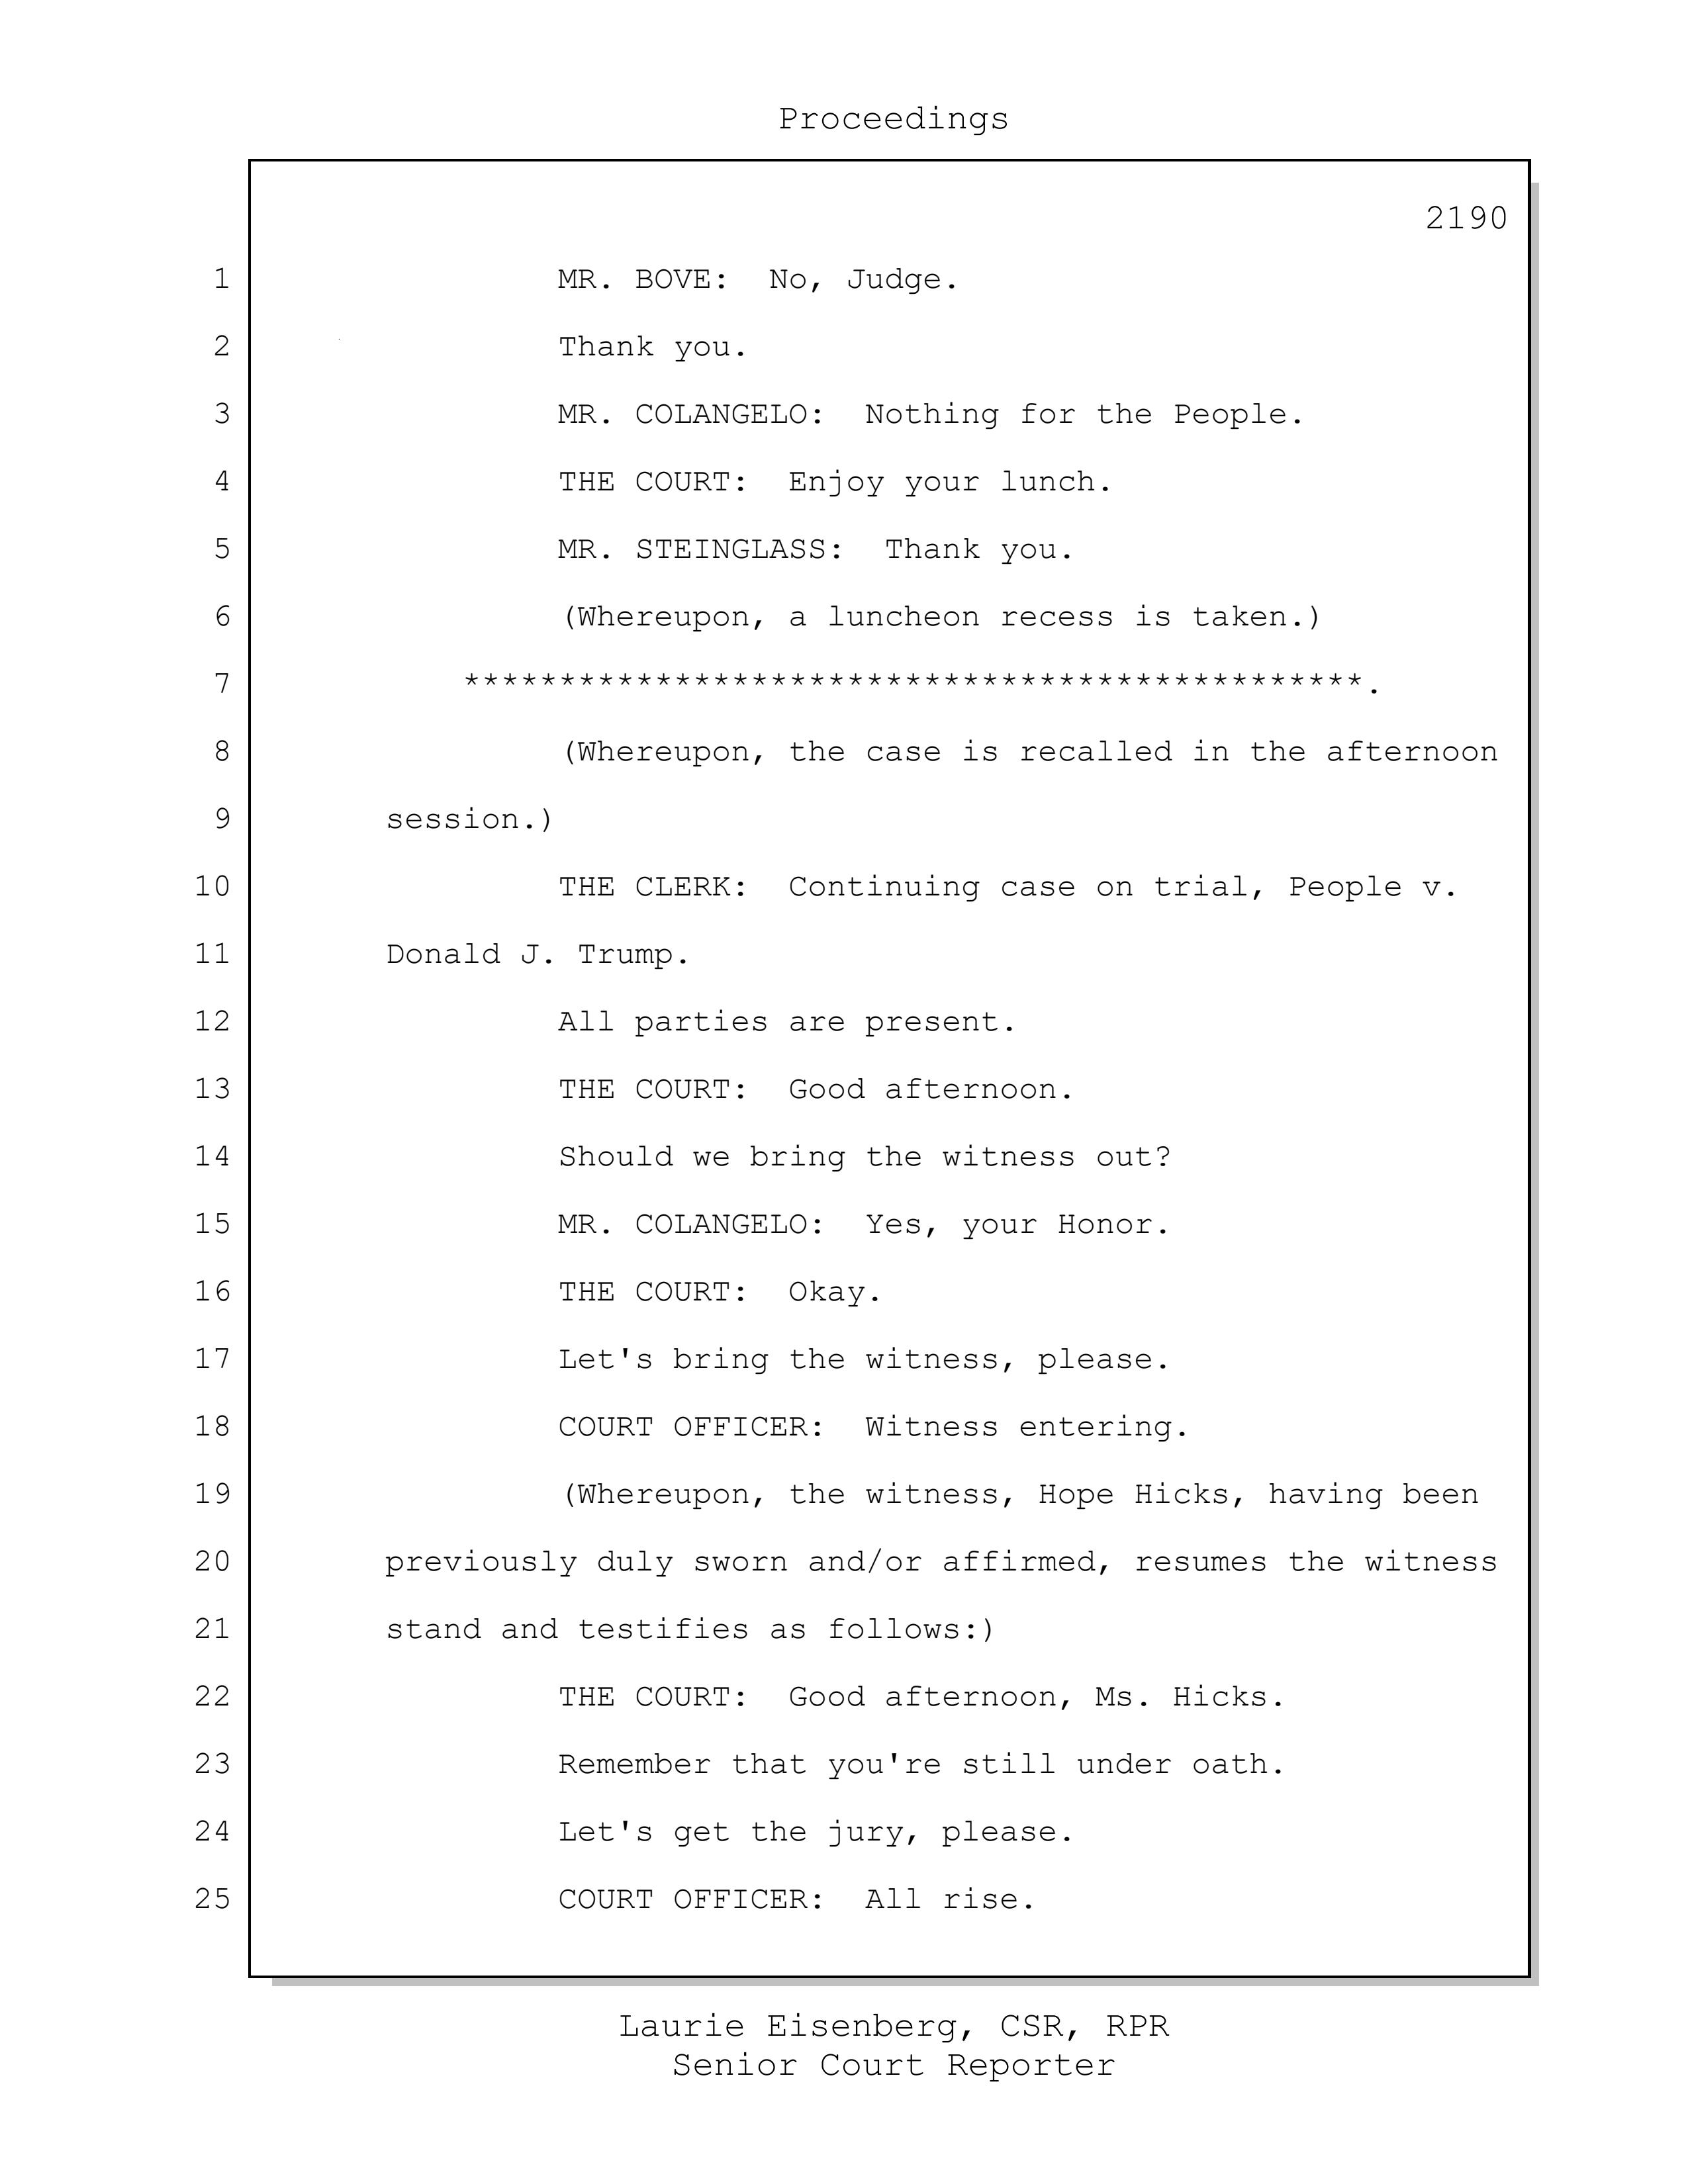 Proceedings
2190
1 MR. BOVE: No, Judge.
2 Thank you.
3 MR. COLANGELO: Nothing for the People.
4 THE COURT: Enjoy your lunch.
5 MR. STEINGLASS: Thank you.
6 (Whereupon, a luncheon recess is taken.)
7 ***********************************************.
8 (Whereupon, the case is recalled in the afternoon
9 session.)
10 THE CLERK: Continuing case on trial, People v.
11 Donald J. Trump.
12 All parties are present.
13 THE COURT: Good afternoon.
14 Should we bring the witness out?
15 MR. COLANGELO: Yes, your Honor.
16 THE COURT: Okay.
17 Let's bring the witness, please.
18 COURT OFFICER: Witness entering.
19 (Whereupon, the witness, Hope Hicks, having been
20 previously duly sworn and/or affirmed, resumes the witness
21 stand and testifies as follows:)
22 THE COURT: Good afternoon, Ms. Hicks.
23 Remember that you're still under oath.
24 Let's get the jury, please.
25 COURT OFFICER: All rise.
Laurie Eisenberg, CSR, RPR
Senior Court Reporter